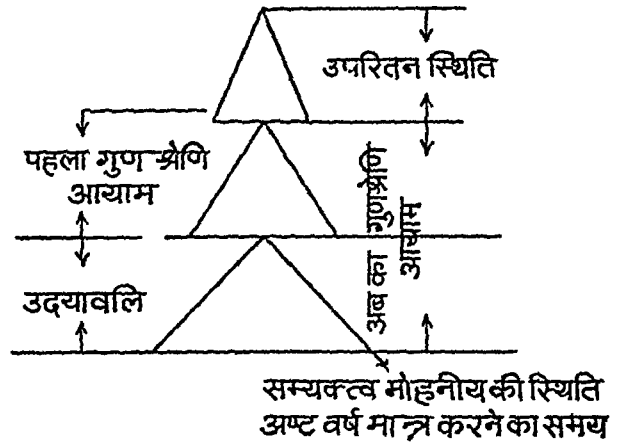 उपरितन स्थिति
पहला गुण श्रेणि
आयाम
अब का गुणश्रेणि
आयाम
उदयावलि
सम्यक्त्व मोहनीय की स्थिति
अष्ट वर्ष मात्र करने का समय